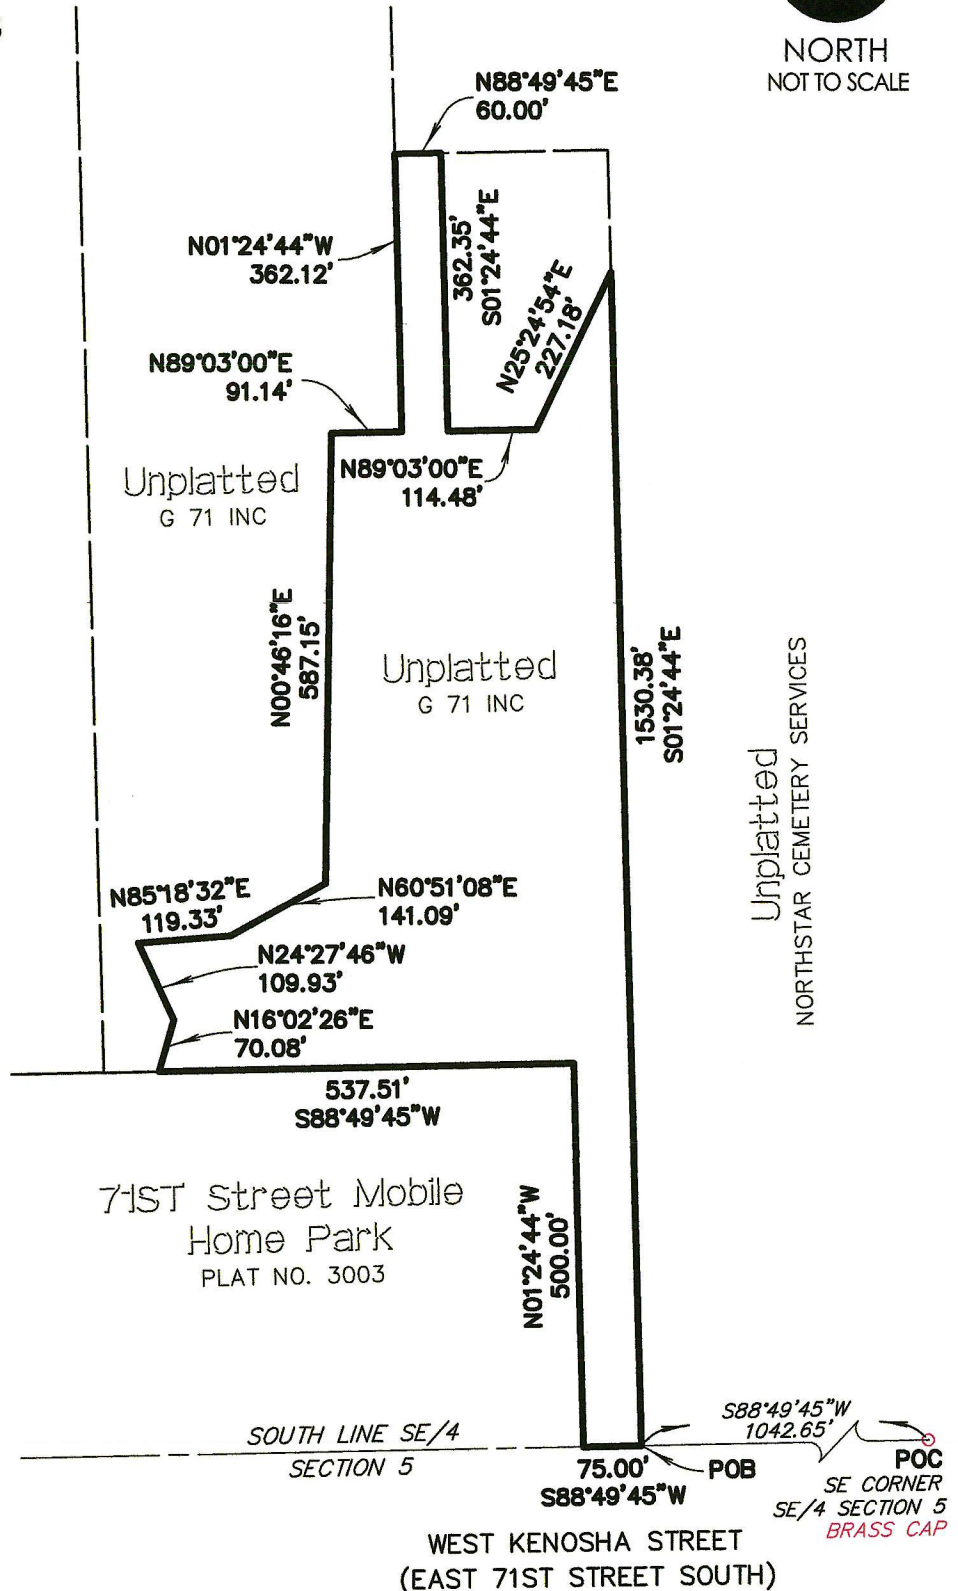 NORTH
NOT TO SCALE
N88°49'45"E
60.00'
N01°24'44"W
362.12'
362.35'
S01°24'44"E
N25°24'54"E
227.18'
N89°03'00"E
91.14'
N89°03'00"E
114.48'
Unplatted
G 71 INC
N00°46'16"E
587.15'
Unplatted
G 71 INC
1530.38'
S01°24'44"E
Unplatted
NORTHSTAR CEMETERY SERVICES
N85°18'32"E
119.33'
N60°51'08"E
141.09'
N24°27'46"W
109.93'
N16°02'26"E
70.08'
537.51'
S88°49'45"W
71ST Street Mobile
Home Park
PLAT NO. 3003
N01°24'44"W
500.00'
SOUTH LINE SE/4
SECTION 5
S88°49'45"W
1042.65'
75.00'
S88°49'45"W
POB
POC
SE CORNER
SE/4 SECTION 5
BRASS CAP
WEST KENOSHA STREET
(EAST 71ST STREET SOUTH)